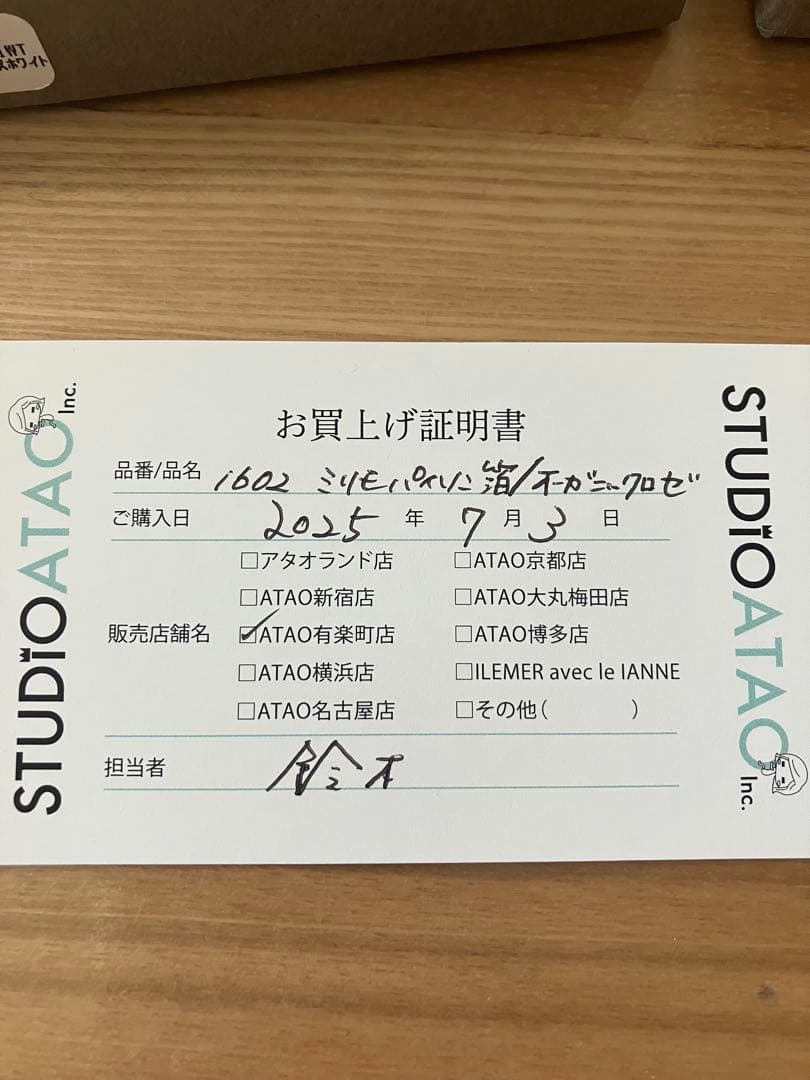 1WT
スホワイト
STUDIO ATAO Inc.
お買上げ証明書
品番/品名 1602 ミリモパイソン箔/オーガニックロゼ
ご購入日 2025年 7月 3日
販売店舗名
□アタオランド店 □ATAO京都店
□ATAO新宿店 □ATAO大丸梅田店
☑ATAO有楽町店 □ATAO博多店
□ATAO横浜店 □ILEMER avec le IANNE
□ATAO名古屋店 □その他( )
担当者 鈴木
STUDIO ATAO Inc.